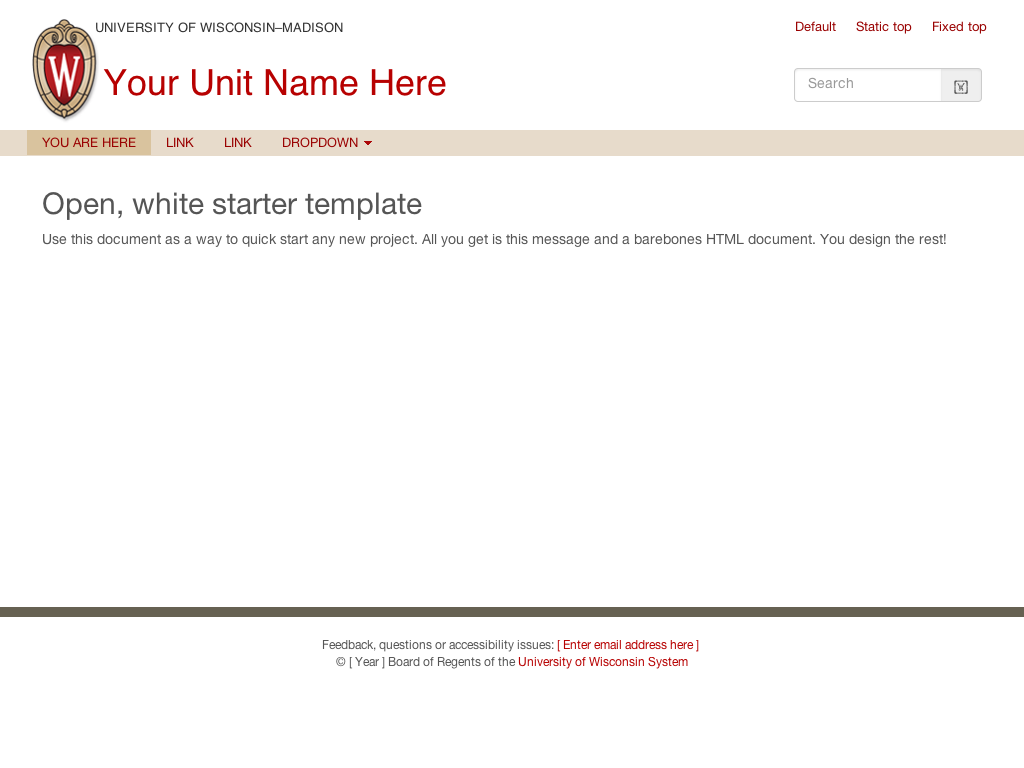 UNIVERSITY OF WISCONSIN–MADISON
Default Static top Fixed top
W
Your Unit Name Here
Search
YOU ARE HERE LINK LINK DROPDOWN
Open, white starter template
Use this document as a way to quick start any new project. All you get is this message and a barebones HTML document. You design the rest!
Feedback, questions or accessibility issues: [ Enter email address here ]
© [ Year ] Board of Regents of the University of Wisconsin System